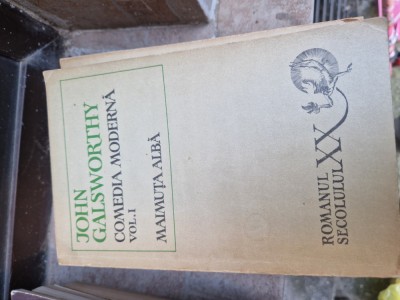 JOHN
GALSWORTHY
COMEDIA MODERNĂ
VOL. I
MAIMUȚA ALBĂ
ROMANUL
SECOLULUI XX